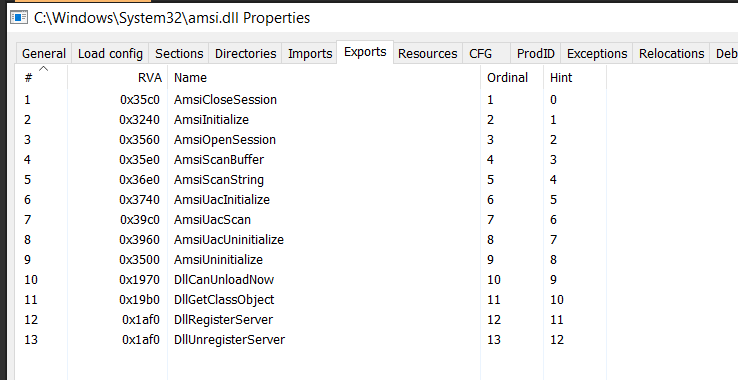 C:\Windows\System32\amsi.dll Properties
General Load config Sections Directories Imports Exports Resources CFG ProdID Exceptions Relocations Deb
# RVA Name Ordinal Hint
1 0x35c0 AmsiCloseSession 1 0
2 0x3240 AmsiInitialize 2 1
3 0x3560 AmsiOpenSession 3 2
4 0x35e0 AmsiScanBuffer 4 3
5 0x36e0 AmsiScanString 5 4
6 0x3740 AmsiUacInitialize 6 5
7 0x39c0 AmsiUacScan 7 6
8 0x3960 AmsiUacUninitialize 8 7
9 0x3500 AmsiUninitialize 9 8
10 0x1970 DllCanUnloadNow 10 9
11 0x19b0 DllGetClassObject 11 10
12 0x1af0 DllRegisterServer 12 11
13 0x1af0 DllUnregisterServer 13 12